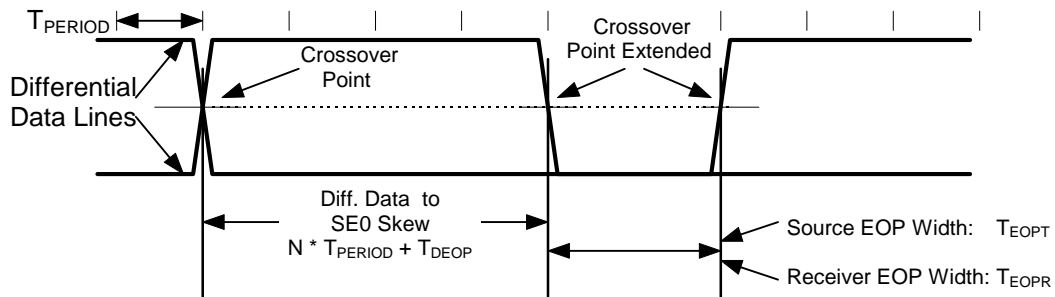 TPERIOD
Differential
Data Lines
Crossover
Point
Crossover
Point Extended
Diff. Data to
SE0 Skew
N * TPERIOD + TDEOP
Source EOP Width: TEOPT
Receiver EOP Width: TEOPR